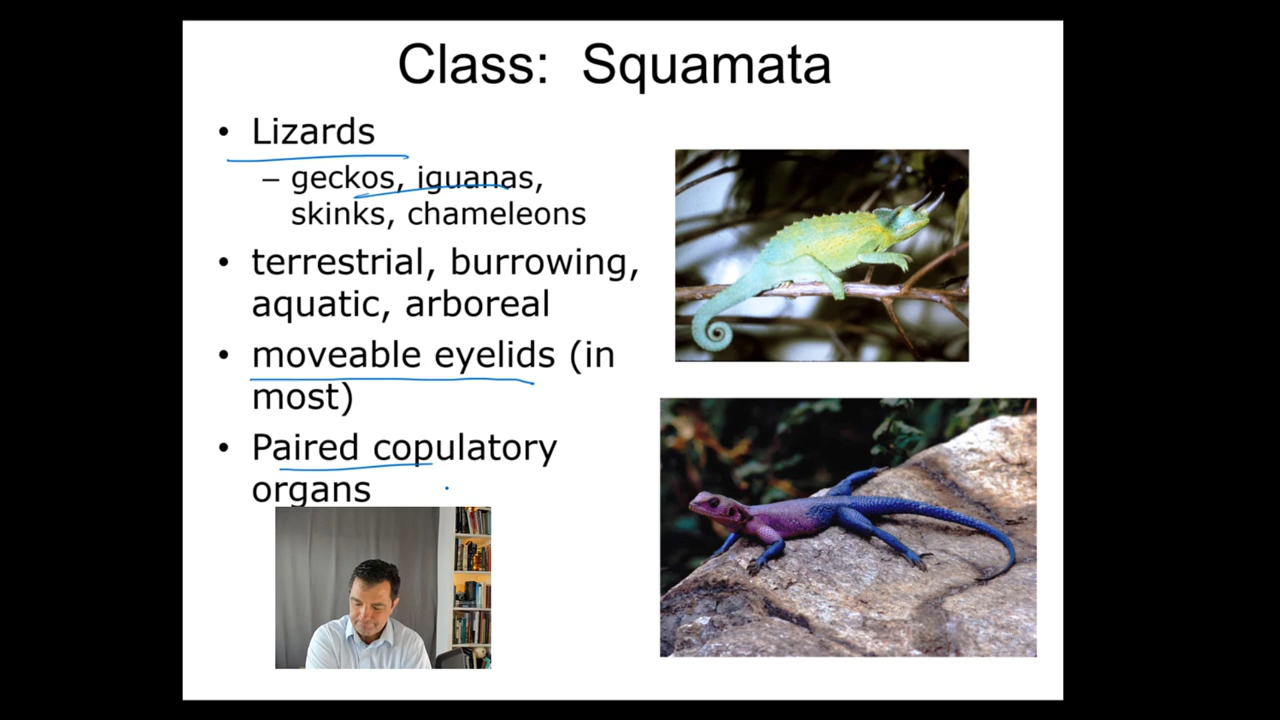 Class: Squamata
• Lizards
– geckos, iguanas,
skinks, chameleons
• terrestrial, burrowing,
aquatic, arboreal
• moveable eyelids (in
most)
• Paired copulatory
organs